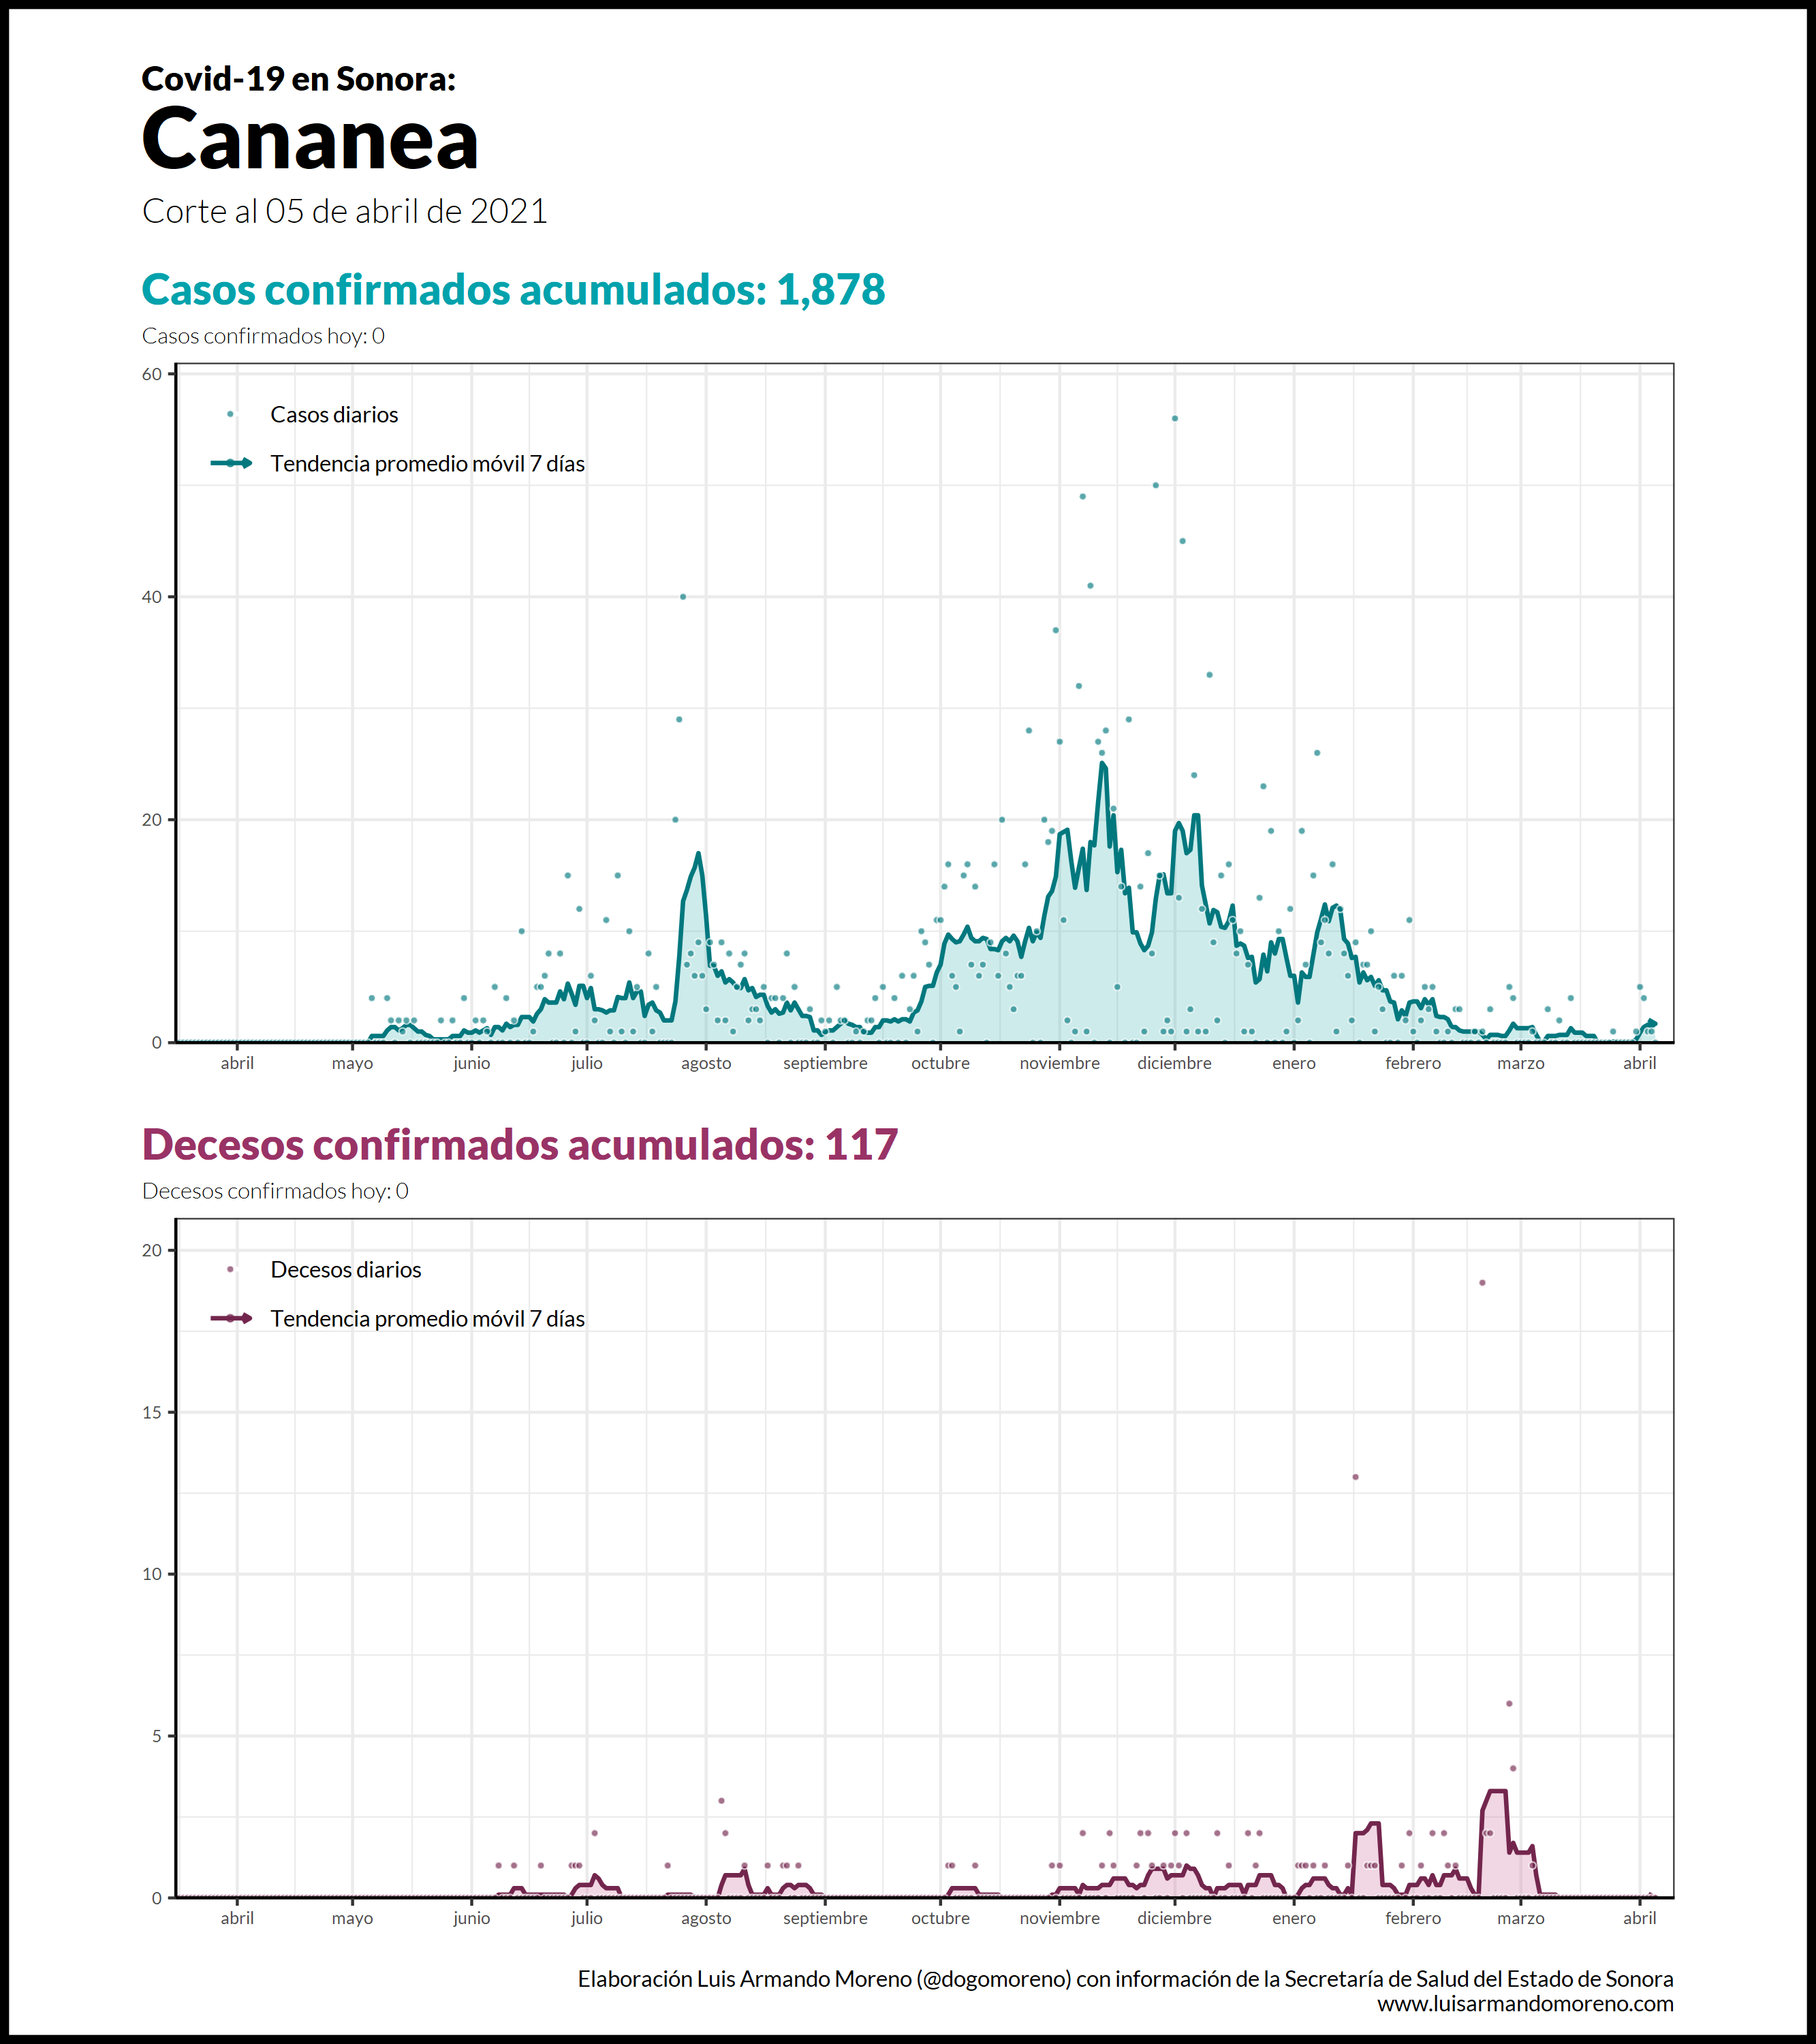 Covid-19 en Sonora:
Cananea
Corte al 05 de abril de 2021
Casos confirmados acumulados: 1,878
Casos confirmados hoy: 0
60
Casos diarios
Tendencia promedio móvil 7 días
40
20
0
abril mayo junio julio agosto septiembre octubre noviembre diciembre enero febrero marzo abril
Decesos confirmados acumulados: 117
Decesos confirmados hoy: 0
20
Decesos diarios
Tendencia promedio móvil 7 días
15
10
5
0
abril mayo junio julio agosto septiembre octubre noviembre diciembre enero febrero marzo abril
Elaboración Luis Armando Moreno (@dogomoreno) con información de la Secretaría de Salud del Estado de Sonora
www.luisarmandomoreno.com